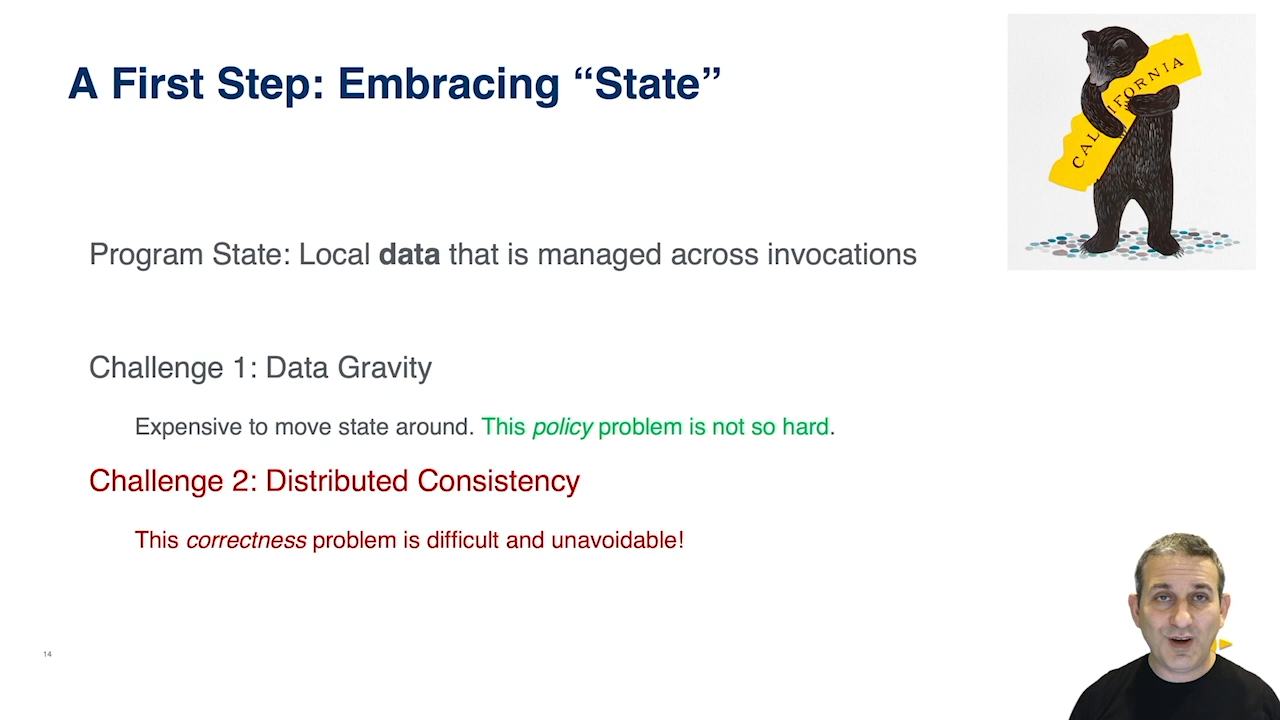 A First Step: Embracing “State”
CALIFORNIA
Program State: Local data that is managed across invocations
Challenge 1: Data Gravity
Expensive to move state around. This policy problem is not so hard.
Challenge 2: Distributed Consistency
This correctness problem is difficult and unavoidable!
14